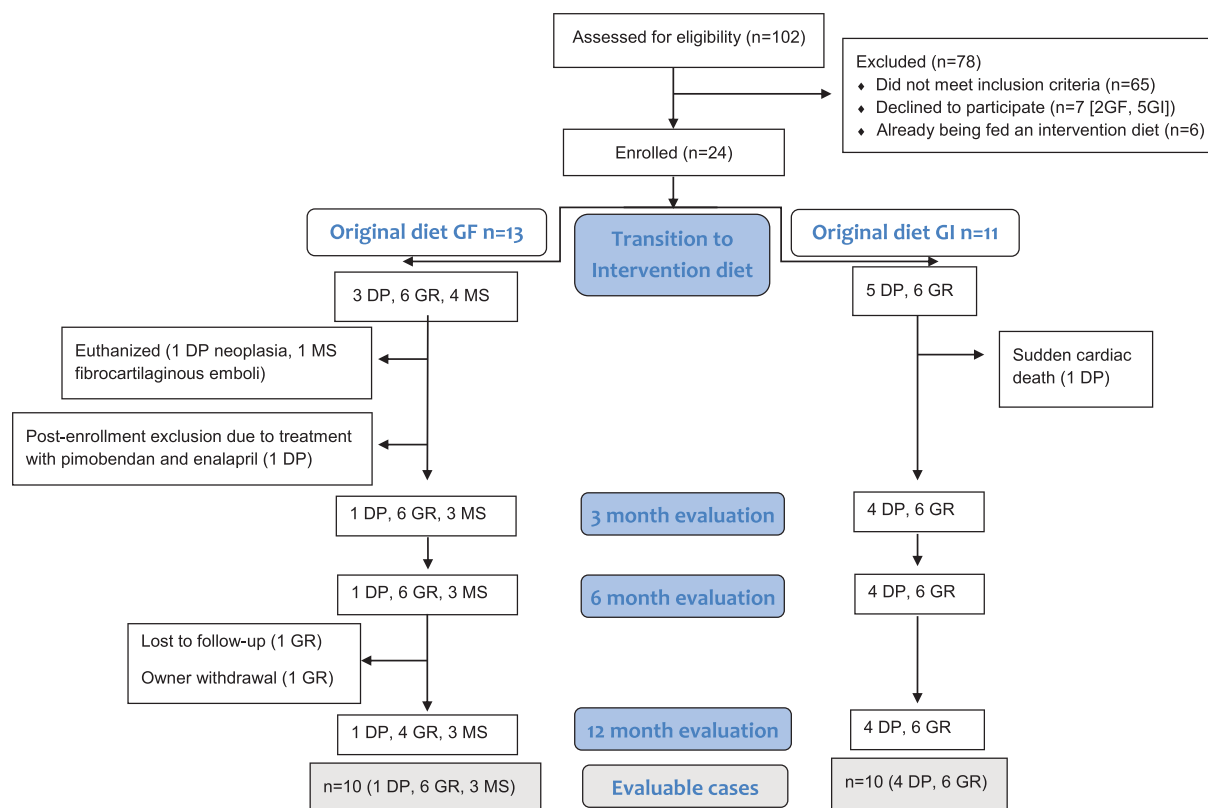 Assessed for eligibility (n=102)
Excluded (n=78)
♦ Did not meet inclusion criteria (n=65)
♦ Declined to participate (n=7 [2GF, 5GI])
♦ Already being fed an intervention diet (n=6)
Enrolled (n=24)
Original diet GF n=13
Transition to
Intervention diet
Original diet GI n=11
3 DP, 6 GR, 4 MS
5 DP, 6 GR
Euthanized (1 DP neoplasia, 1 MS
fibrocartilaginous emboli)
Sudden cardiac
death (1 DP)
Post-enrollment exclusion due to treatment
with pimobendan and enalapril (1 DP)
1 DP, 6 GR, 3 MS
3 month evaluation
4 DP, 6 GR
1 DP, 6 GR, 3 MS
6 month evaluation
4 DP, 6 GR
Lost to follow-up (1 GR)
Owner withdrawal (1 GR)
1 DP, 4 GR, 3 MS
12 month evaluation
4 DP, 6 GR
n=10 (1 DP, 6 GR, 3 MS)
Evaluable cases
n=10 (4 DP, 6 GR)